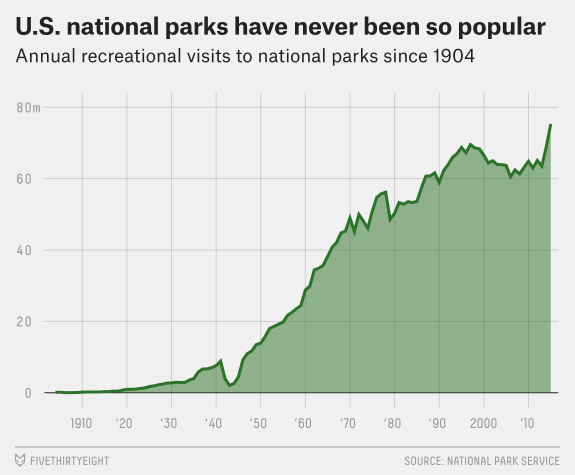 U.S. national parks have never been so popular
Annual recreational visits to national parks since 1904
80m
60
40
20
0
1910 ‘20 ‘30 ‘40 ‘50 ‘60 ‘70 ‘80 ‘90 2000 ‘10
FIVETHIRTYEIGHT SOURCE: NATIONAL PARK SERVICE